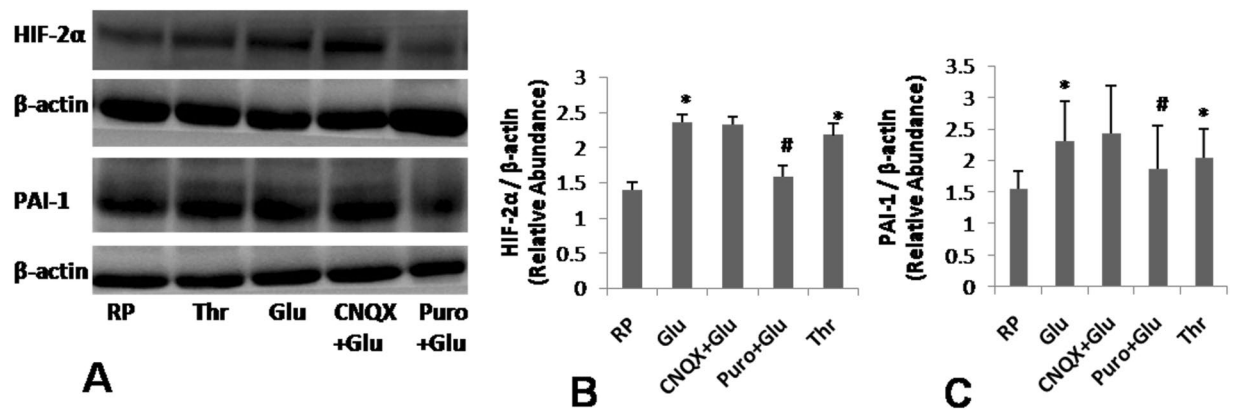 HIF-2α
β-actin
PAI-1
β-actin
RP Thr Glu CNQX +Glu Puro +Glu
A
HIF-2α / β-actin
(Relative Abundance)
3
2.5
2
1.5
1
0.5
0
*
#
*
RP Glu CNQX+Glu Puro+Glu Thr
B
PAI-1 / β-actin
(Relative Abundance)
3.5
3
2.5
2
1.5
1
0.5
0
*
#
*
RP Glu CNQX+Glu Puro+Glu Thr
C